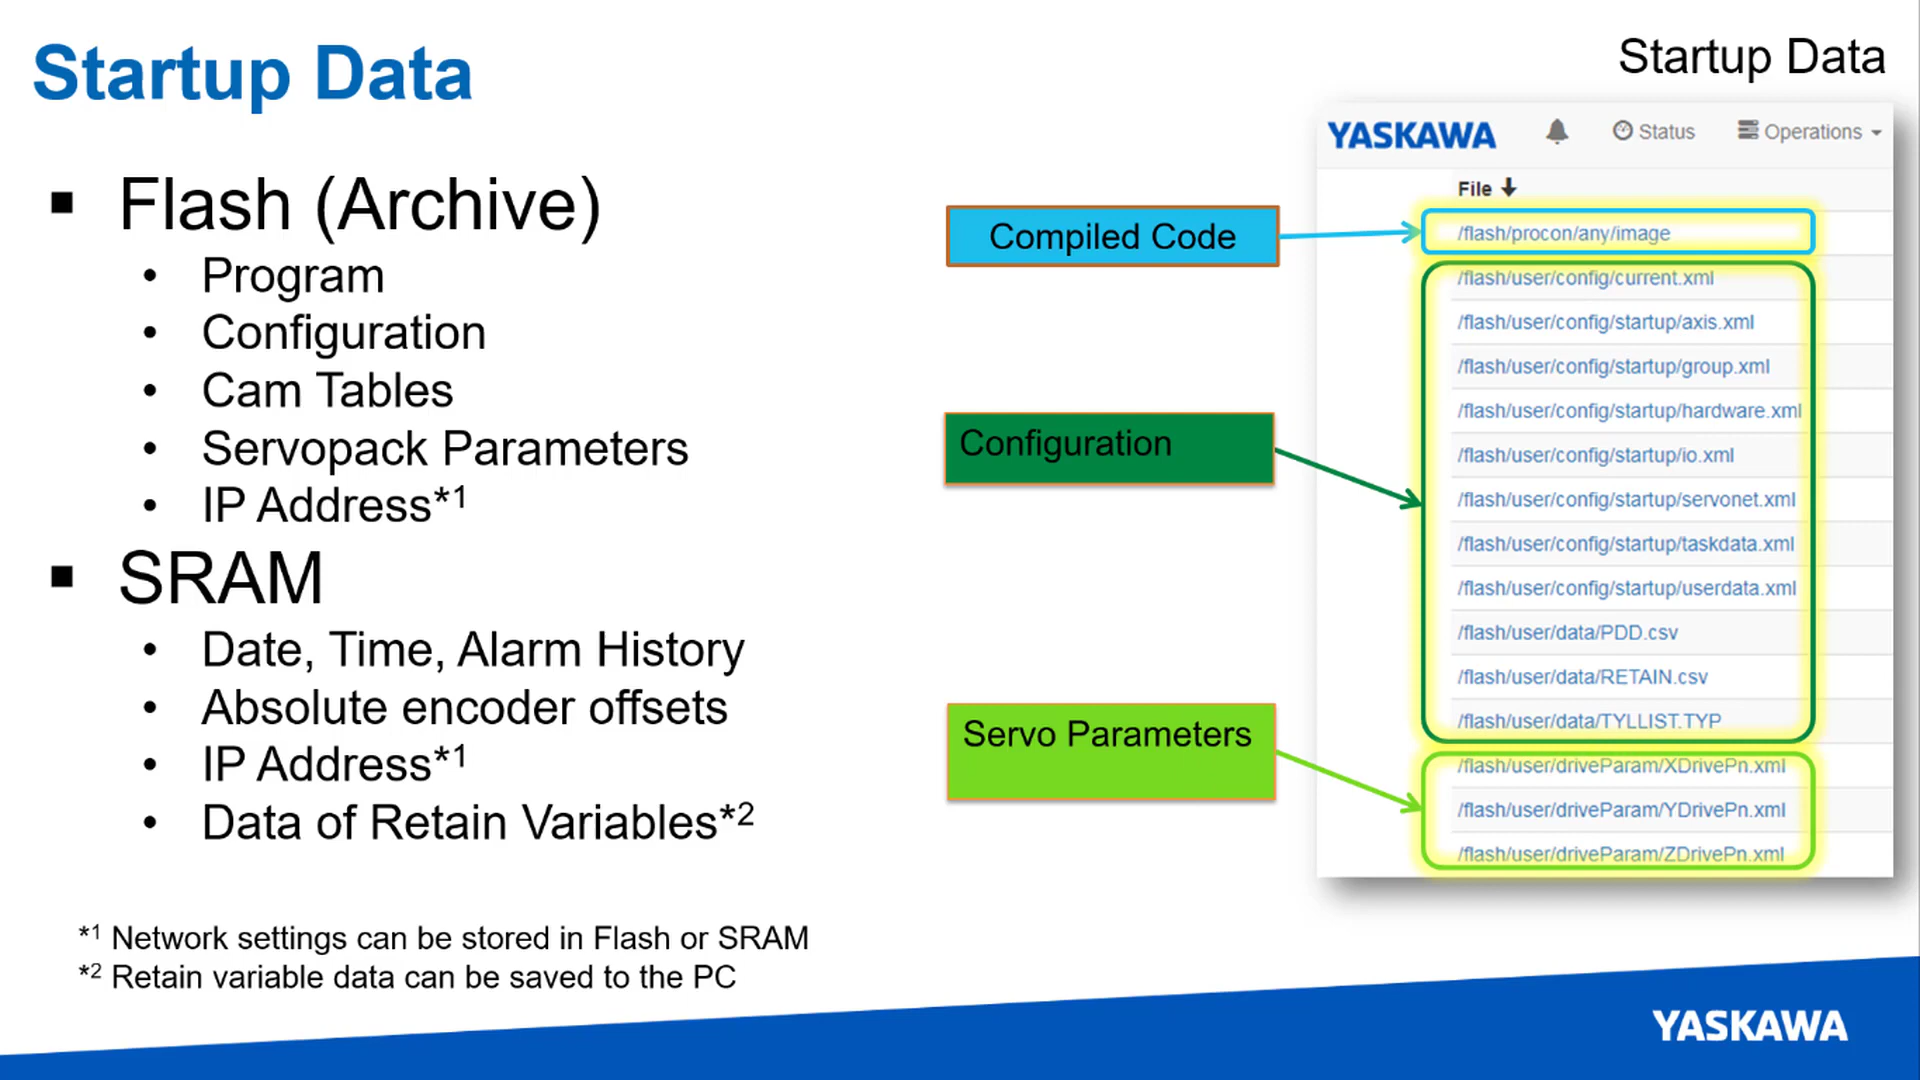 Startup Data
Startup Data
▪ Flash (Archive)
• Program
• Configuration
• Cam Tables
• Servopack Parameters
• IP Address*1
▪ SRAM
• Date, Time, Alarm History
• Absolute encoder offsets
• IP Address*1
• Data of Retain Variables*2
*1 Network settings can be stored in Flash or SRAM
*2 Retain variable data can be saved to the PC
Compiled Code
Configuration
Servo Parameters
YASKAWA Status Operations
File
/flash/procon/any/image
/flash/user/config/current.xml
/flash/user/config/startup/axis.xml
/flash/user/config/startup/group.xml
/flash/user/config/startup/hardware.xml
/flash/user/config/startup/io.xml
/flash/user/config/startup/servonet.xml
/flash/user/config/startup/taskdata.xml
/flash/user/config/startup/userdata.xml
/flash/user/data/PDD.csv
/flash/user/data/RETAIN.csv
/flash/user/data/TYLLIST.TYP
/flash/user/driveParam/XDrivePn.xml
/flash/user/driveParam/YDrivePn.xml
/flash/user/driveParam/ZDrivePn.xml
YASKAWA